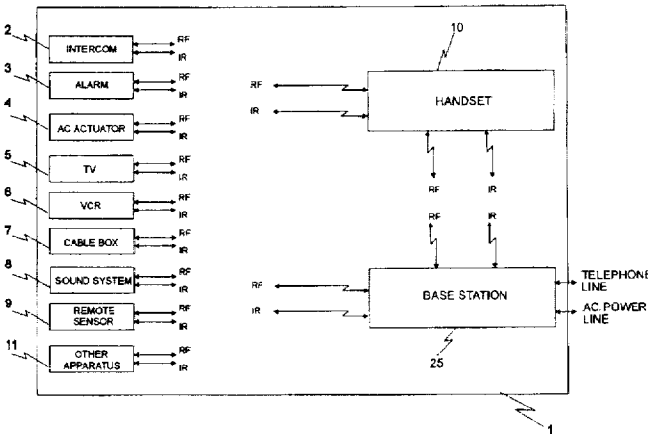 2
INTERCOM
RF
IR
3
ALARM
RF
IR
4
AC ACTUATOR
RF
IR
5
TV
RF
IR
6
VCR
RF
IR
7
CABLE BOX
RF
IR
8
SOUND SYSTEM
RF
IR
9
REMOTE
SENSOR
RF
IR
11
OTHER
APPARATUS
RF
IR
10
RF
IR
HANDSET
RF IR
RF IR
RF
IR
BASE STATION
25
TELEPHONE
LINE
AC POWER
LINE
1